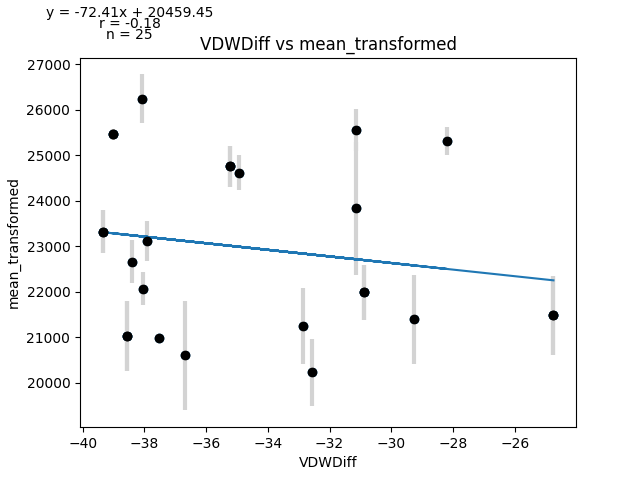 y = -72.41x + 20459.45
r = -0.18
n = 25
VDWDiff vs mean_transformed
27000
26000
25000
24000
23000
22000
21000
20000
mean_transformed
−40
−38
−36
−34
−32
−30
−28
−26
VDWDiff